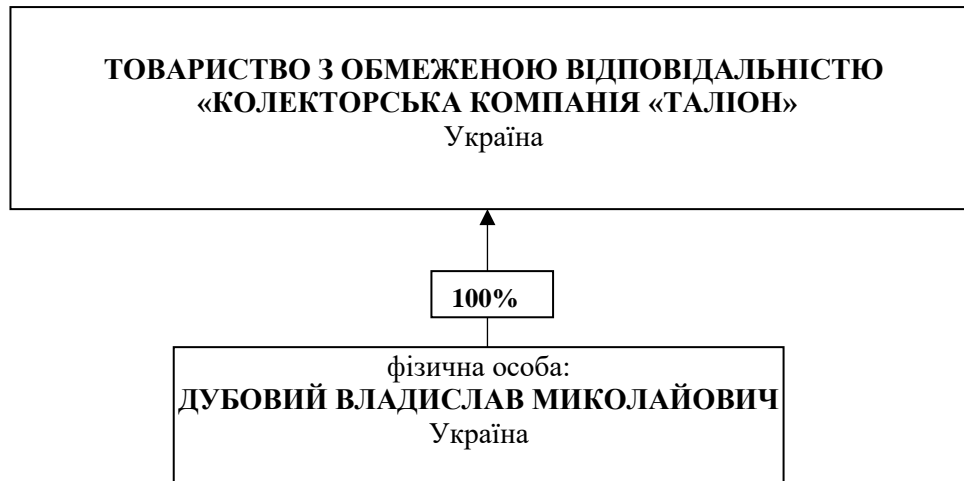 ТОВАРИСТВО З ОБМЕЖЕНОЮ ВІДПОВІДАЛЬНІСТЮ
«КОЛЕКТОРСЬКА КОМПАНІЯ «ТАЛІОН»
Україна
100%
фізична особа:
ДУБОВИЙ ВЛАДИСЛАВ МИКОЛАЙОВИЧ
Україна